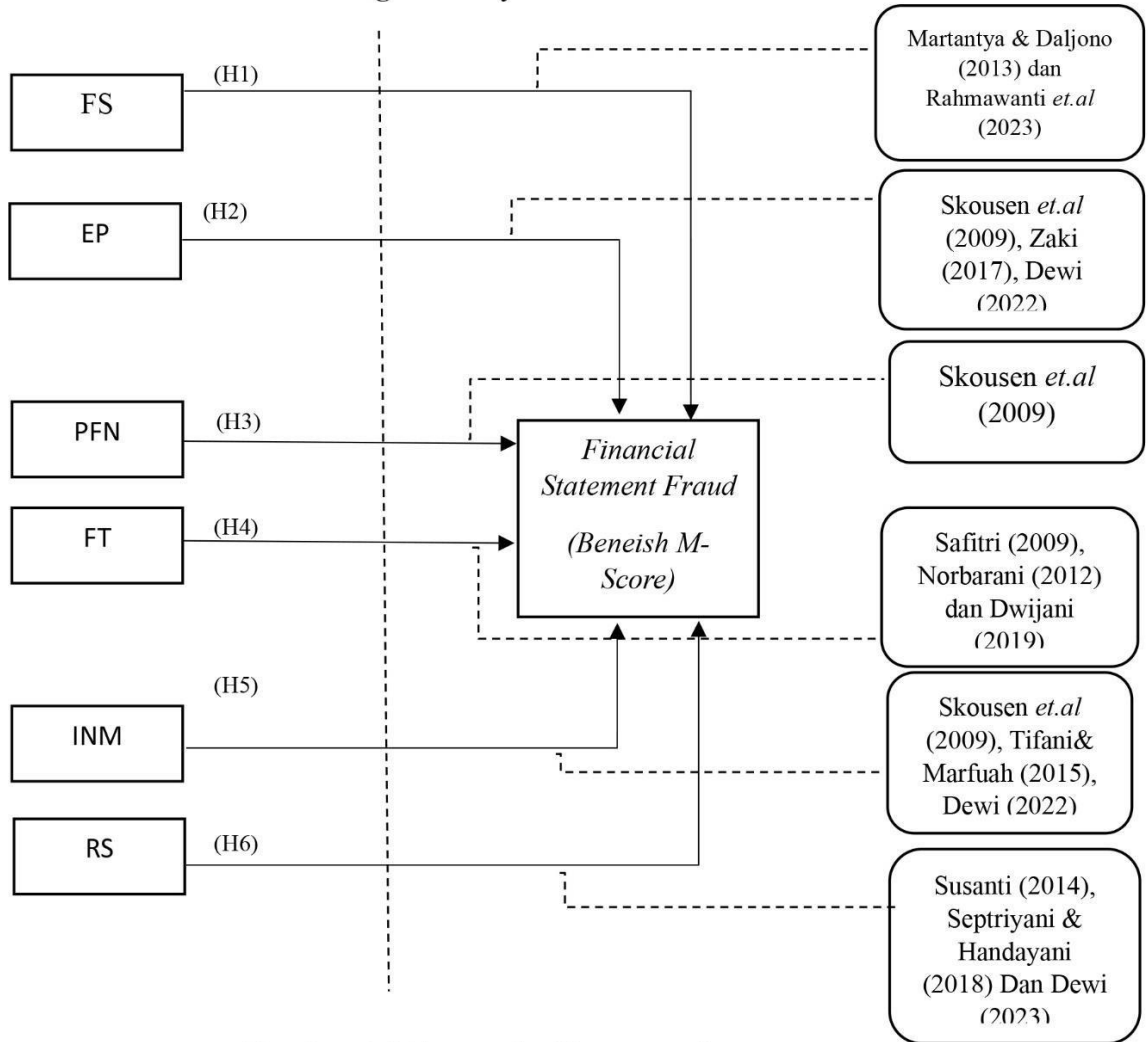 (H1)
FS
Martantya & Daljono
(2013) dan
Rahmawanti et.al
(2023)
(H2)
EP
Skousen et.al
(2009), Zaki
(2017), Dewi
(2022)
(H3)
PFN
Skousen et.al
(2009)
Financial
Statement Fraud
(Beneish M-
Score)
(H4)
FT
Safitri (2009),
Norbarani (2012)
dan Dwijani
(2019)
(H5)
INM
Skousen et.al
(2009), Tifani&
Marfuah (2015),
Dewi (2022)
(H6)
RS
Susanti (2014),
Septriyani &
Handayani
(2018) Dan Dewi
(2023)